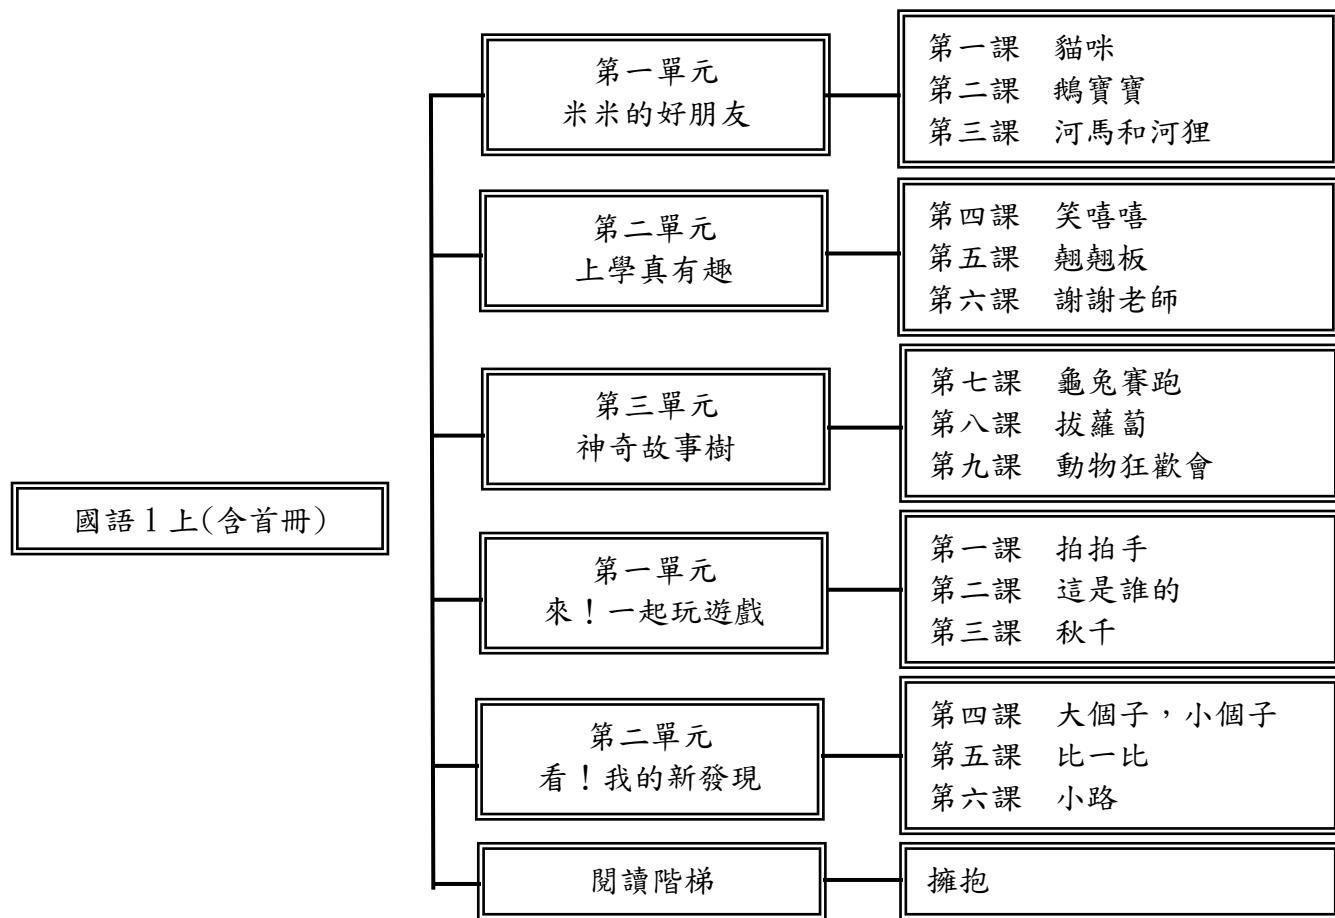 國語1上(含首冊)
第一單元
米米的好朋友
第一課 貓咪
第二課 鵝寶寶
第三課 河馬和河狸
第二單元
上學真有趣
第四課 笑嘻嘻
第五課 翹翹板
第六課 謝謝老師
第三單元
神奇故事樹
第七課 龜兔賽跑
第八課 拔蘿蔔
第九課 動物狂歡會
第一單元
來！一起玩遊戲
第一課 拍拍手
第二課 這是誰的
第三課 秋千
第二單元
看！我的新發現
第四課 大個子，小個子
第五課 比一比
第六課 小路
閱讀階梯
擁抱